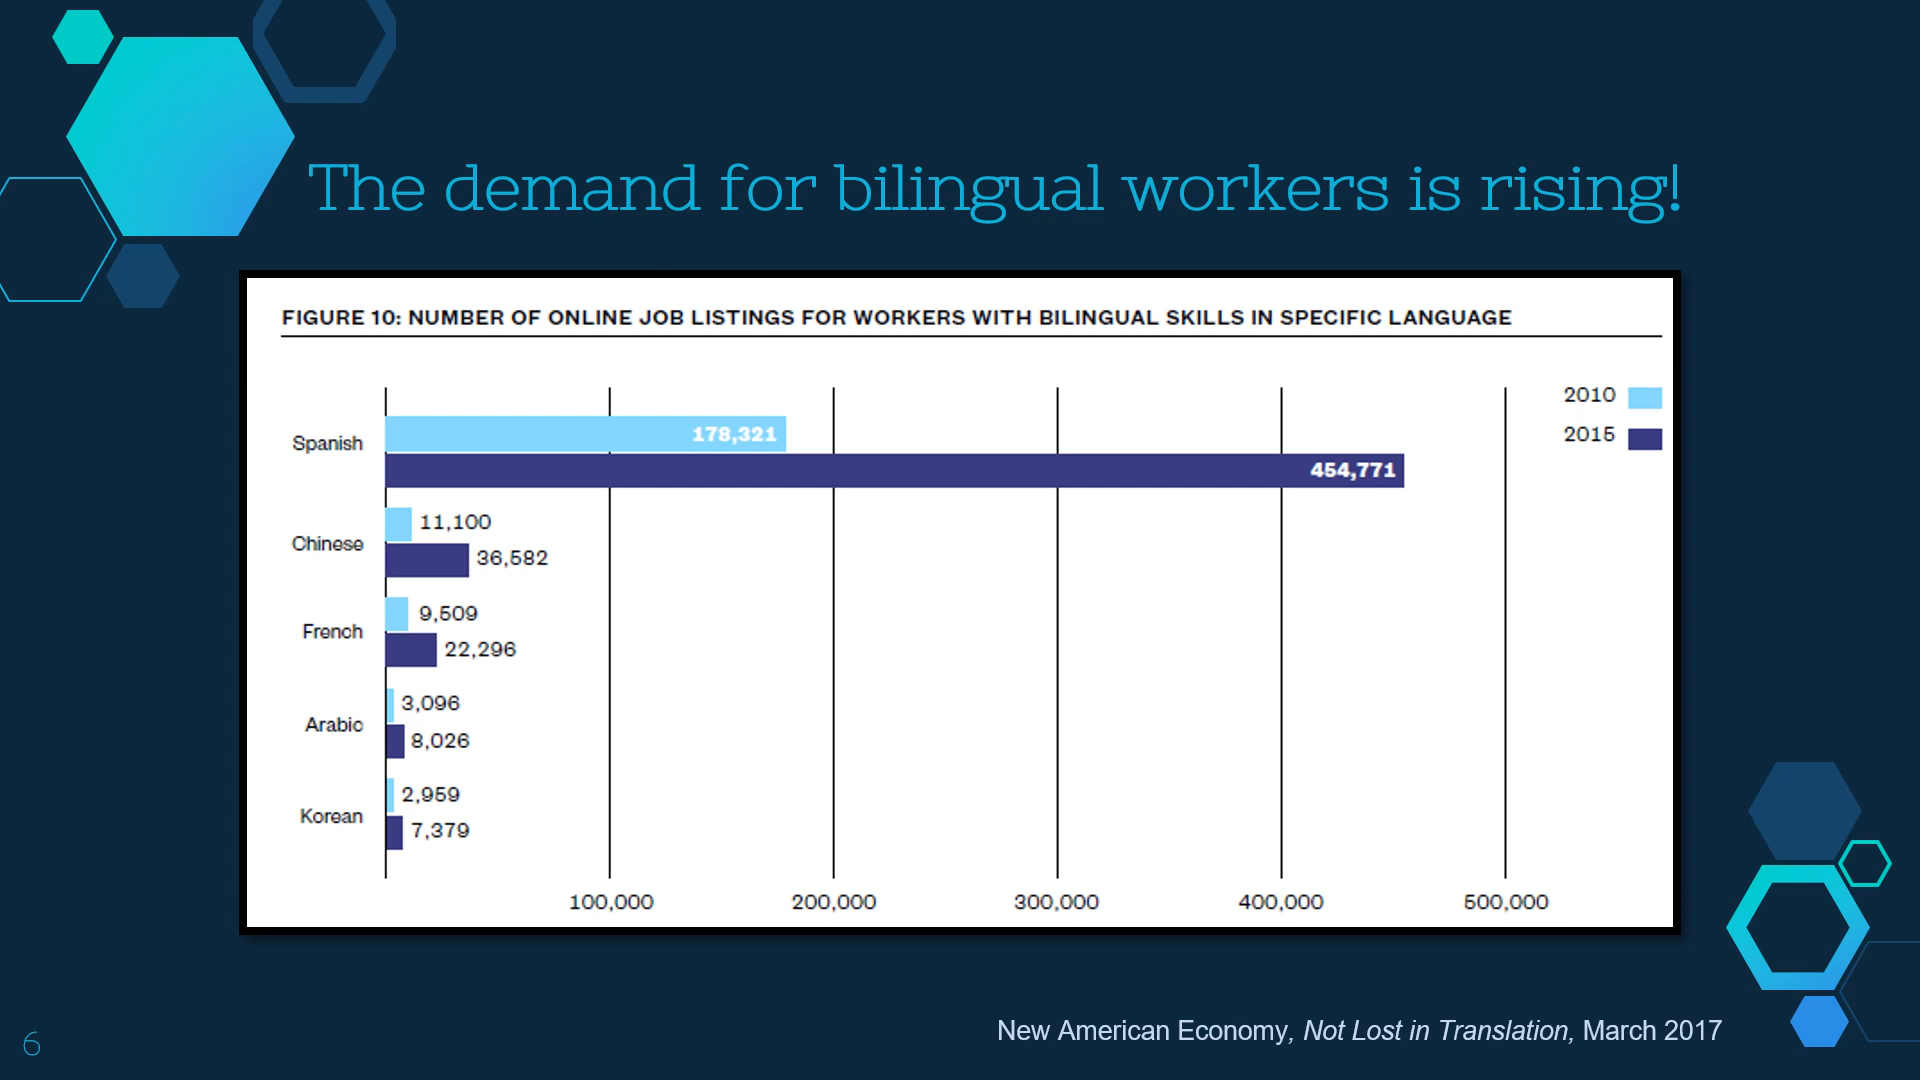 The demand for bilingual workers is rising!
FIGURE 10: NUMBER OF ONLINE JOB LISTINGS FOR WORKERS WITH BILINGUAL SKILLS IN SPECIFIC LANGUAGE
2010
2015
Spanish
178,321
454,771
Chinese
11,100
36,582
French
9,509
22,296
Arabic
3,096
8,026
Korean
2,959
7,379
100,000 200,000 300,000 400,000 500,000
New American Economy, Not Lost in Translation, March 2017
6